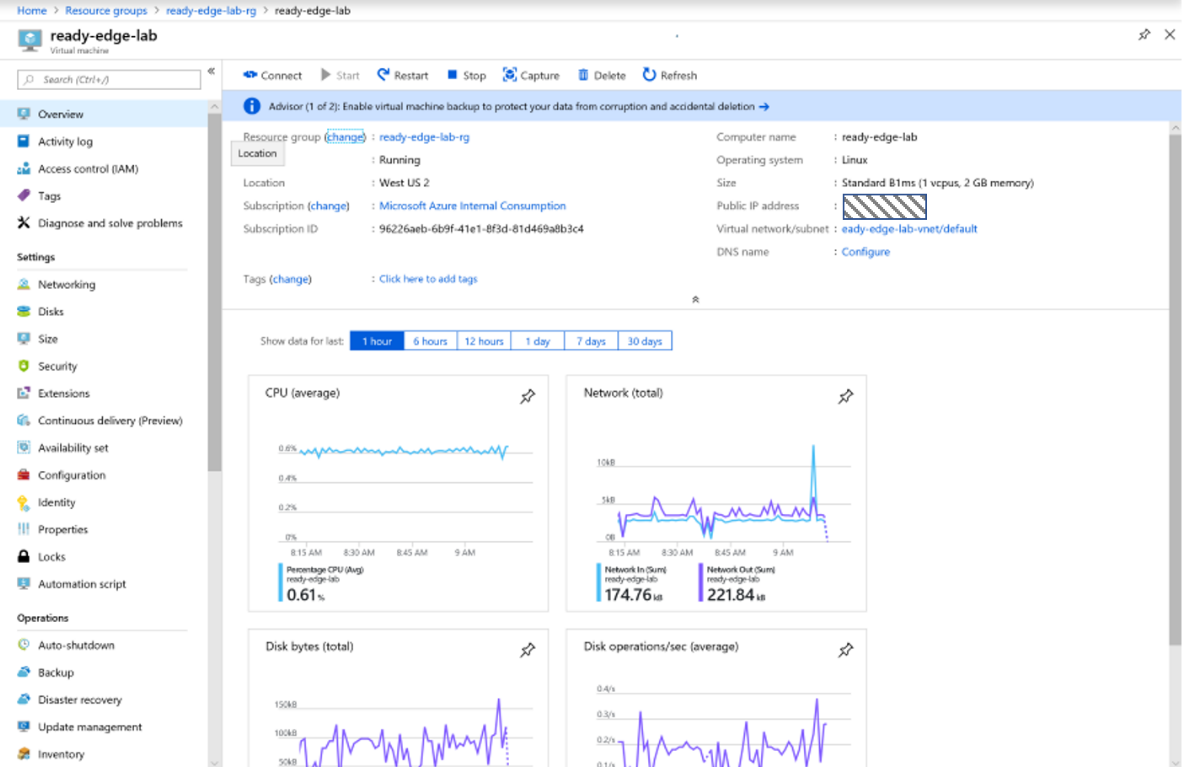 Home > Resource groups > ready-edge-lab-rg > ready-edge-lab
ready-edge-lab
Virtual machine
Search (Ctrl+/)
«
Overview
Activity log
Access control (IAM)
Tags
Diagnose and solve problems
Settings
Networking
Disks
Size
Security
Extensions
Continuous delivery (Preview)
Availability set
Configuration
Identity
Properties
Locks
Automation script
Operations
Auto-shutdown
Backup
Disaster recovery
Update management
Inventory
Connect Start Restart Stop Capture Delete Refresh
Advisor (1 of 2): Enable virtual machine backup to protect your data from corruption and accidental deletion →
Resource group (change) : ready-edge-lab-rg
Location
: Running
Location : West US 2
Subscription (change) : Microsoft Azure Internal Consumption
Subscription ID : 96226aeb-6b9f-41e1-8f3d-81d469a8b3c4
Tags (change) : Click here to add tags
Computer name : ready-edge-lab
Operating system : Linux
Size : Standard B1ms (1 vcpus, 2 GB memory)
Public IP address :
Virtual network/subnet : eady-edge-lab-vnet/default
DNS name : Configure
Show data for last: 1 hour 6 hours 12 hours 1 day 7 days 30 days
CPU (average)
0.6%
0.4%
0.2%
0%
8:15 AM 8:30 AM 8:45 AM 9 AM
Percentage CPU (Avg)
ready-edge-lab
0.61 %
Network (total)
10kB
5kB
0B
8:15 AM 8:30 AM 8:45 AM 9 AM
Network In (Sum)
ready-edge-lab
174.76 kB
Network Out (Sum)
ready-edge-lab
221.84 kB
Disk bytes (total)
150kB
100kB
50kB
Disk operations/sec (average)
0.4/s
0.3/s
0.2/s
0.1/s